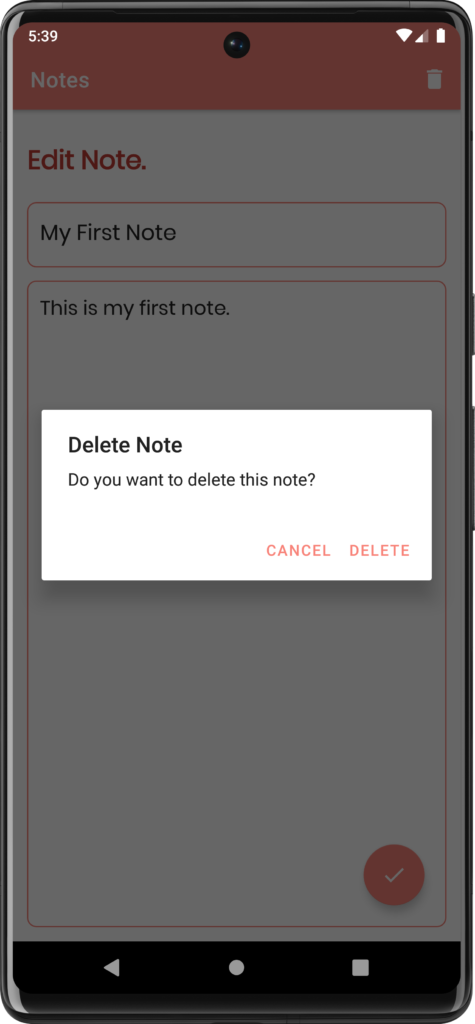 5:39
Notes
Edit Note.
My First Note
This is my first note.
Delete Note
Do you want to delete this note?
CANCEL DELETE